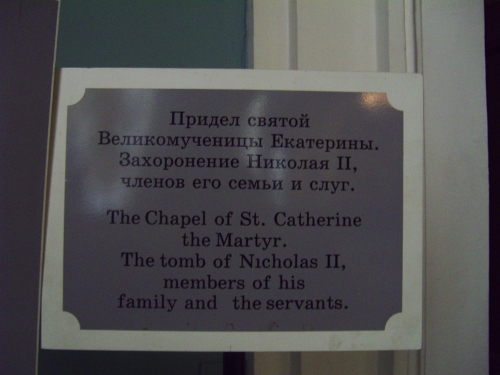 Придел святой
Великомученицы Екатерины.
Захоронение Николая II,
членов его семьи и слуг.
The Chapel of St. Catherine
the Martyr.
The tomb of Nicholas II,
members of his
family and the servants.